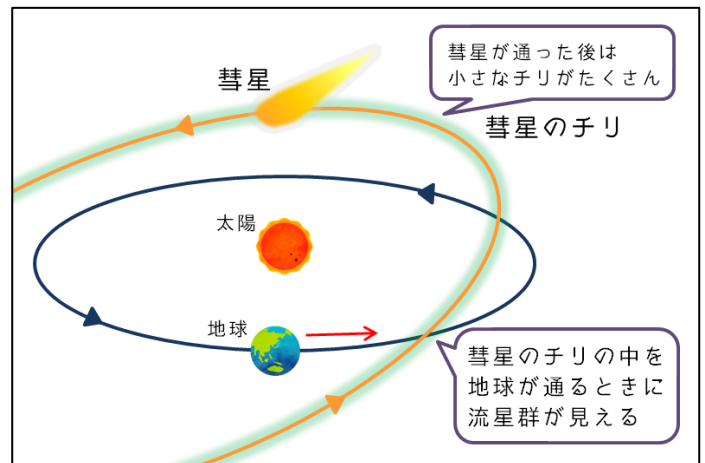 彗星が通った後は
小さなチリがたくさん
彗星
彗星のチリ
太陽
地球
彗星のチリの中を
地球が通るときに
流星群が見える